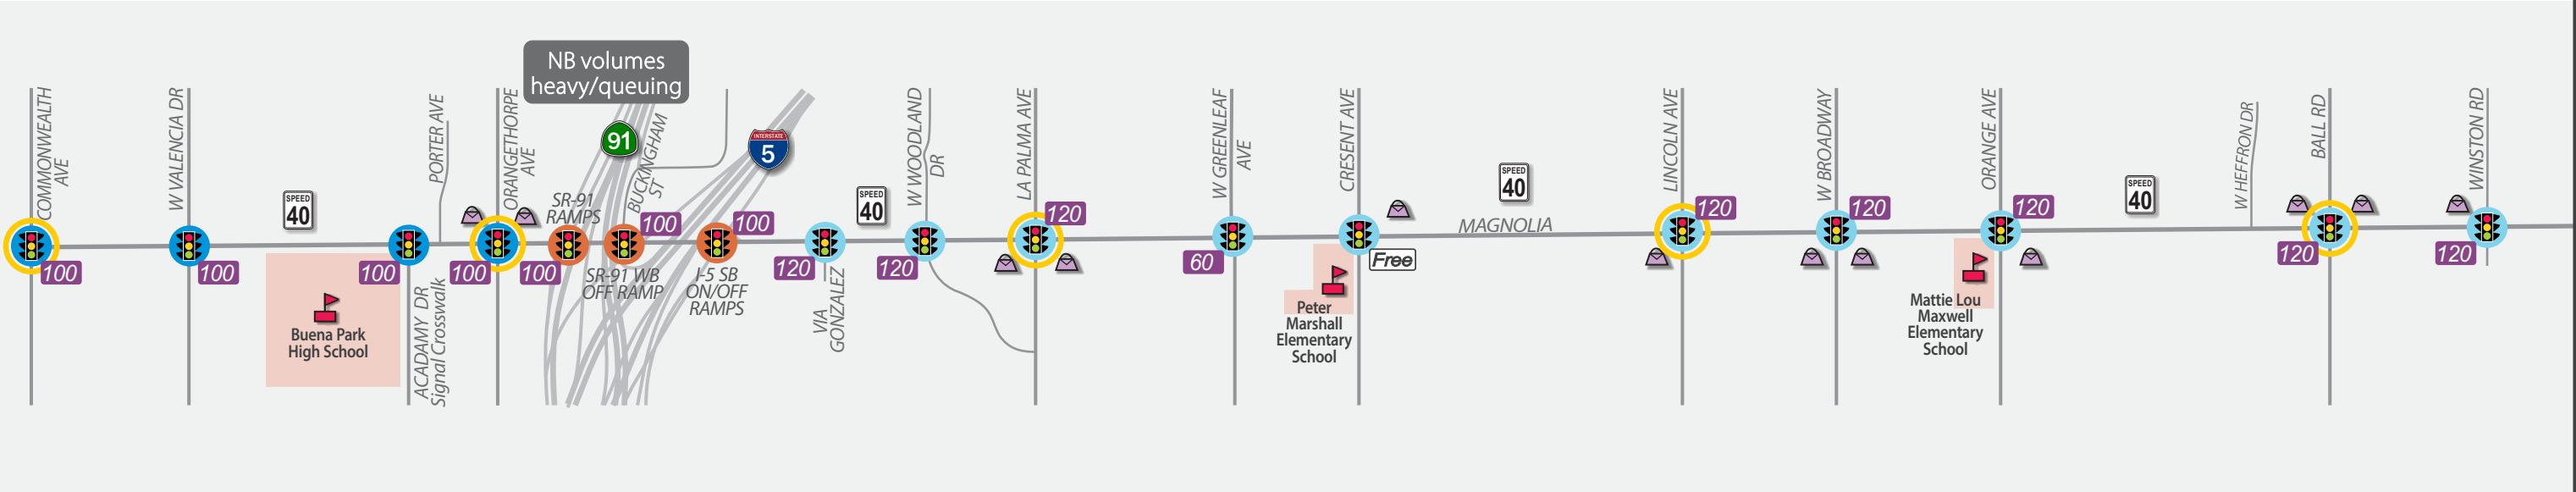 NB volumes
heavy/queuing
COMMONWEALTH
AVE
100
W VALENCIA DR
100
SPEED
40
Buena Park
High School
100
ACADAMY DR
Signal Crosswalk
PORTER AVE
100
ORANGETHORPE
AVE
100
SR-91
RAMPS
91
BUCKINGHAM
ST
100
SR-91 WB
OFF RAMP
INTERSTATE
5
100
I-5 SB
ON/OFF
RAMPS
120
VIA
GONZALEZ
SPEED
40
W WOODLAND
DR
120
LA PALMA AVE
120
W GREENLEAF
AVE
60
CRESENT AVE
Free
Peter
Marshall
Elementary
School
SPEED
40
MAGNOLIA
LINCOLN AVE
120
W BROADWAY
120
ORANGE AVE
120
Mattie Lou
Maxwell
Elementary
School
SPEED
40
W HEFFRON DR
BALL RD
120
WINSTON RD
120